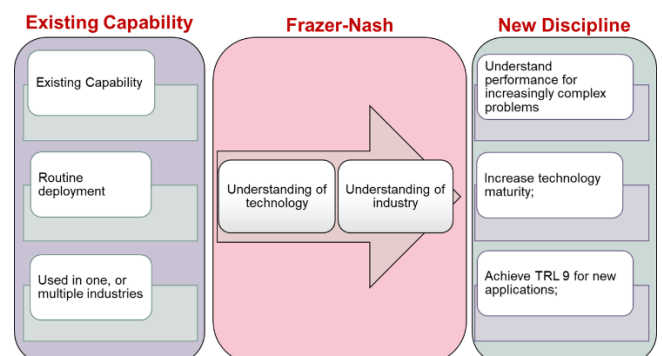 Existing Capability
Frazer-Nash
New Discipline
Existing Capability
Routine
deployment
Used in one, or
multiple industries
Understanding of
technology
Understanding of
industry
Understand
performance for
increasingly complex
problems
Increase technology
maturity;
Achieve TRL 9 for new
applications;